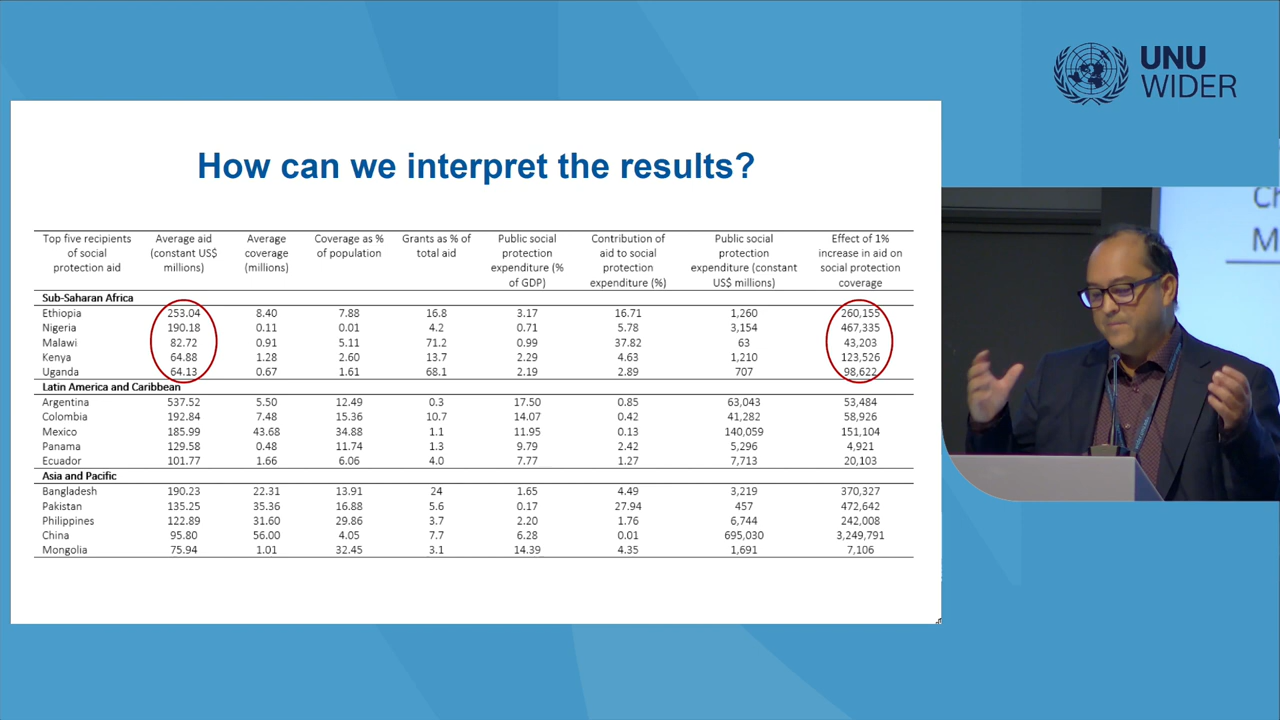 UNU
WIDER
How can we interpret the results?
Top five recipients of social protection aid | Average aid (constant US$ millions) | Average coverage (millions) | Coverage as % of population | Grants as % of total aid | Public social protection expenditure (% of GDP) | Contribution of aid to social protection expenditure (%) | Public social protection expenditure (constant US$ millions) | Effect of 1% increase in aid on social protection coverage
Sub-Saharan Africa
Ethiopia 253.04 8.40 7.88 16.8 3.17 16.71 1,260 260,155
Nigeria 190.18 0.11 0.01 4.2 0.71 5.78 3,154 467,335
Malawi 82.72 0.91 5.11 71.2 0.99 37.82 63 43,203
Kenya 64.88 1.28 2.60 13.7 2.29 4.63 1,210 123,526
Uganda 64.13 0.67 1.61 68.1 2.19 2.89 707 98,622
Latin America and Caribbean
Argentina 537.52 5.50 12.49 0.3 17.50 0.85 63,043 53,484
Colombia 192.84 7.48 15.36 10.7 14.07 0.42 41,282 58,926
Mexico 185.99 43.68 34.88 1.1 11.95 0.13 140,059 151,104
Panama 129.58 0.48 11.74 1.3 9.79 2.42 5,296 4,921
Ecuador 101.77 1.66 6.06 4.0 7.77 1.27 7,713 20,103
Asia and Pacific
Bangladesh 190.23 22.31 13.91 24 1.65 4.49 3,219 370,327
Pakistan 135.25 35.36 16.88 5.6 0.17 27.94 457 472,642
Philippines 122.89 31.60 29.86 3.7 2.20 1.76 6,744 242,008
China 95.80 56.00 4.05 7.7 6.28 0.01 695,030 3,249,791
Mongolia 75.94 1.01 32.45 3.1 14.39 4.35 1,691 7,106